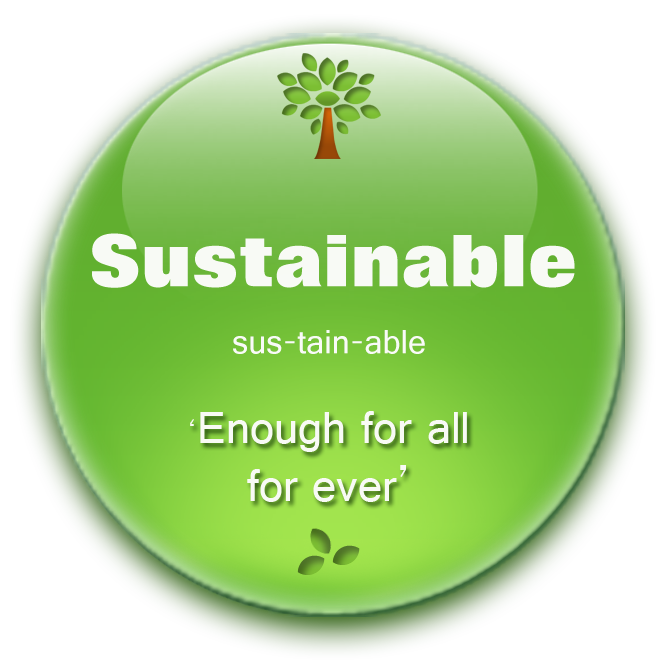 Sustainable
sus-tain-able
‘Enough for all
for ever’